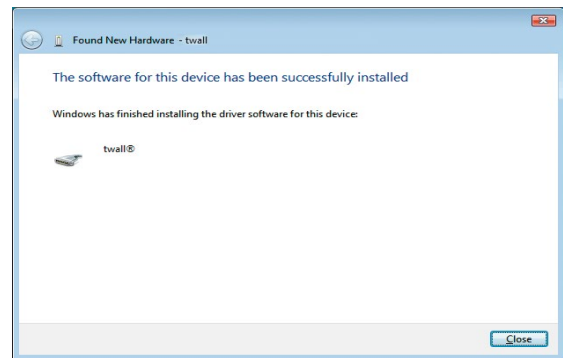 Found New Hardware - twall
The software for this device has been successfully installed
Windows has finished installing the driver software for this device:
twall®
Close